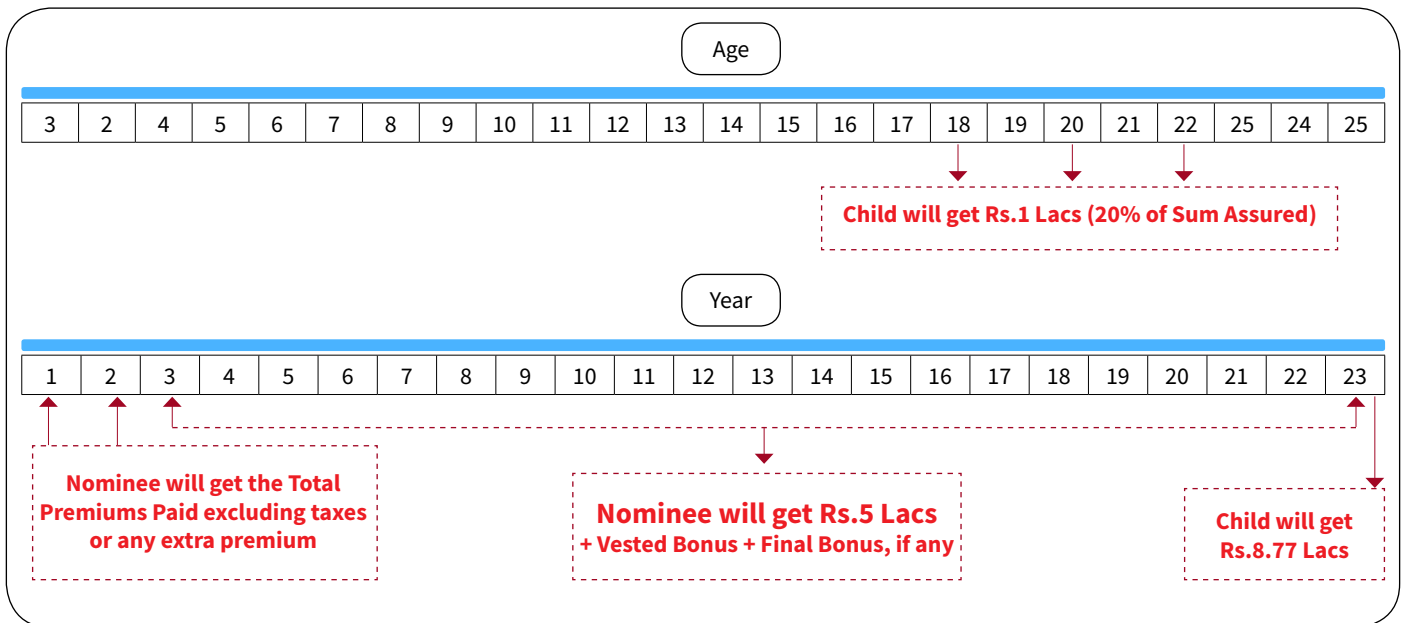 Age
3 2 4 5 6 7 8 9 10 11 12 13 14 15 16 17 18 19 20 21 22 25 24 25
Child will get Rs.1 Lacs (20% of Sum Assured)
Year
1 2 3 4 5 6 7 8 9 10 11 12 13 14 15 16 17 18 19 20 21 22 23
Nominee will get the Total
Premiums Paid excluding taxes
or any extra premium
Nominee will get Rs.5 Lacs
+ Vested Bonus + Final Bonus, if any
Child will get
Rs.8.77 Lacs